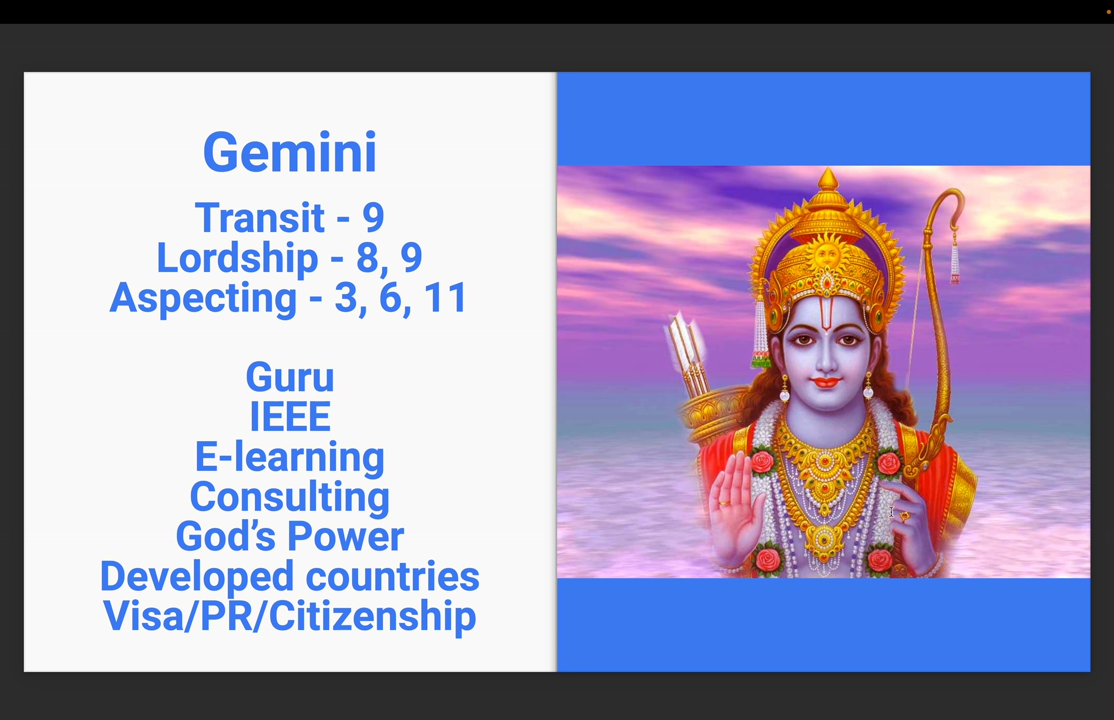 Gemini
Transit - 9
Lordship - 8, 9
Aspecting - 3, 6, 11
Guru
IEEE
E-learning
Consulting
God’s Power
Developed countries
Visa/PR/Citizenship